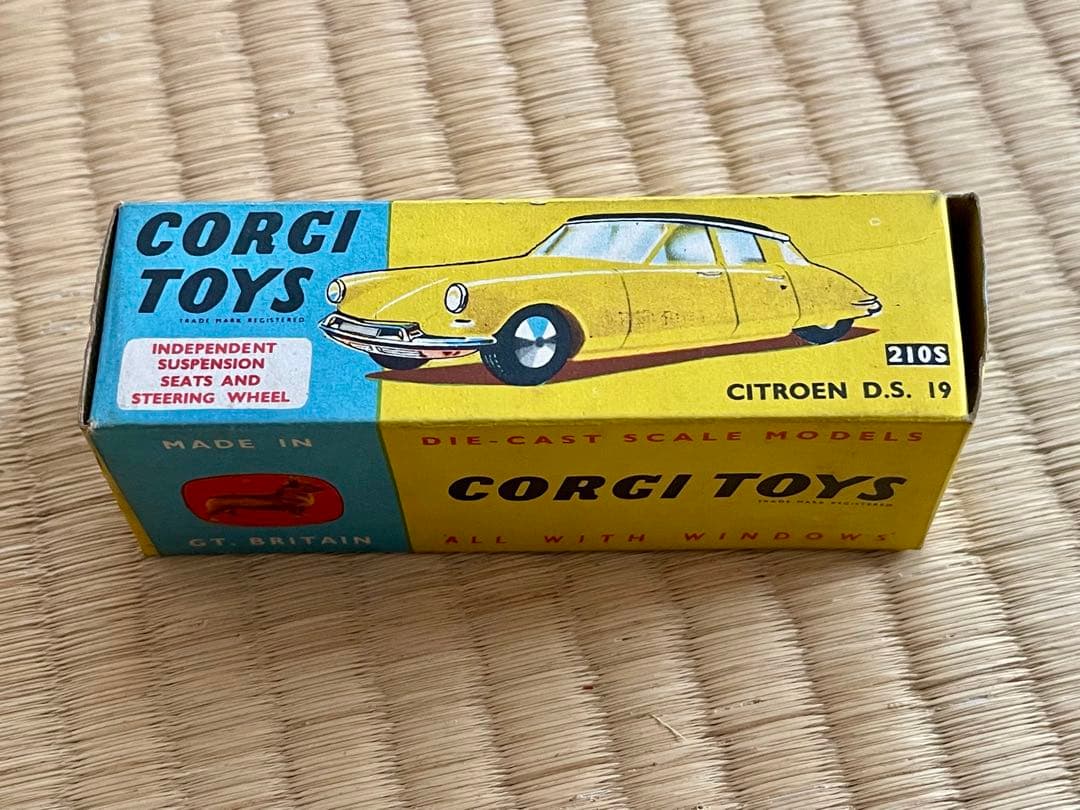 CORGI
TOYS
TRADE MARK REGISTERED
INDEPENDENT
SUSPENSION
SEATS AND
STEERING WHEEL
210S
CITROEN D.S. 19
MADE IN
GT. BRITAIN
DIE-CAST SCALE MODELS
CORGI TOYS
TRADE MARK REGISTERED
'ALL WITH WINDOWS'